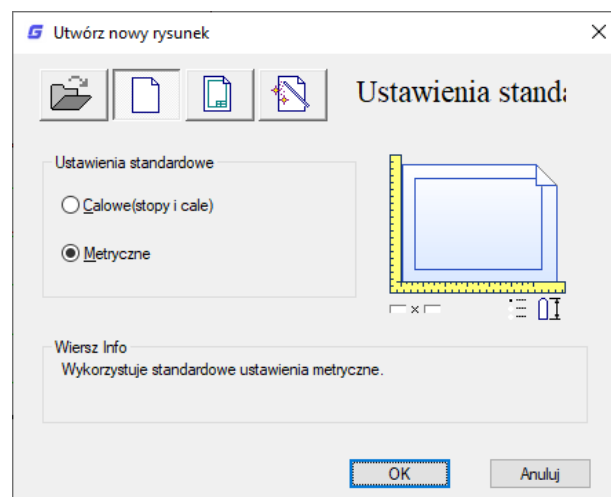 Utwórz nowy rysunek
Ustawienia standa
Ustawienia standardowe
Calowe(stopy i cale)
Metryczne
Wiersz Info
Wykorzystuje standardowe ustawienia metryczne.
OK
Anuluj